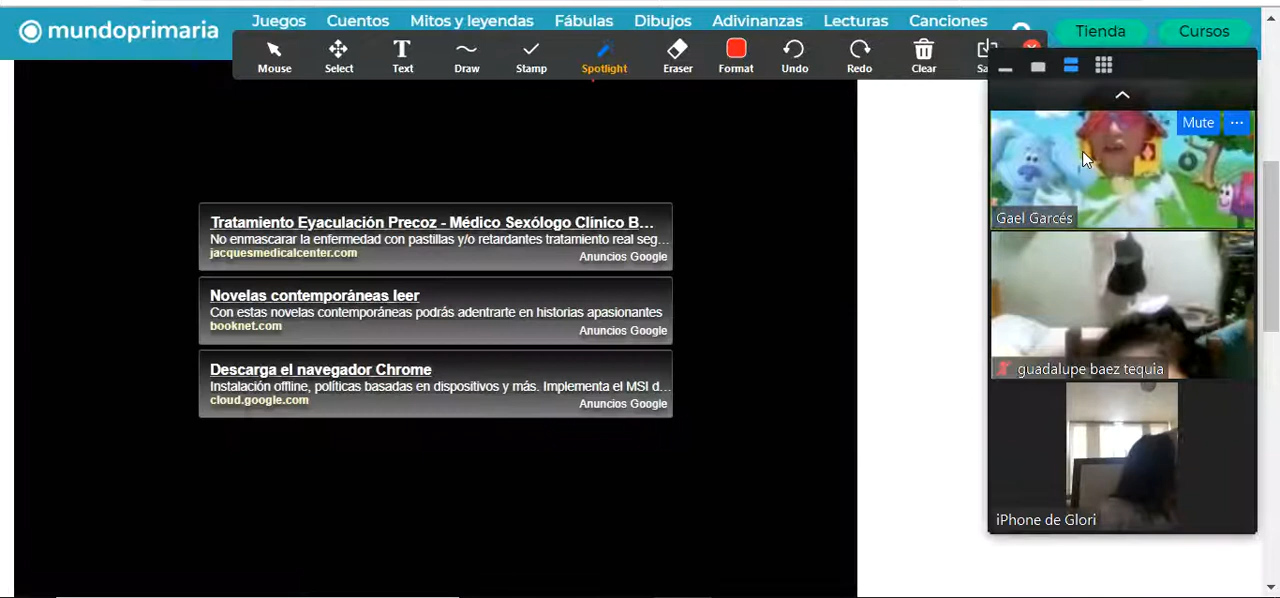 mundoprimaria
Juegos Cuentos Mitos y leyendas Fábulas Dibujos Adivinanzas Lecturas Canciones
Tienda Cursos
Mouse Select Text Draw Stamp Spotlight Eraser Format Undo Redo Clear
Tratamiento Eyaculación Precoz - Médico Sexólogo Clínico B...
No enmascarar la enfermedad con pastillas y/o retardantes tratamiento real seg...
jacquesmedicalcenter.com Anuncios Google
Novelas contemporáneas leer
Con estas novelas contemporáneas podrás adentrarte en historias apasionantes
booknet.com Anuncios Google
Descarga el navegador Chrome
Instalación offline, políticas basadas en dispositivos y más. Implementa el MSI d...
cloud.google.com Anuncios Google
Mute ...
Gael Garcés
guadalupe baez tequia
iPhone de Glori